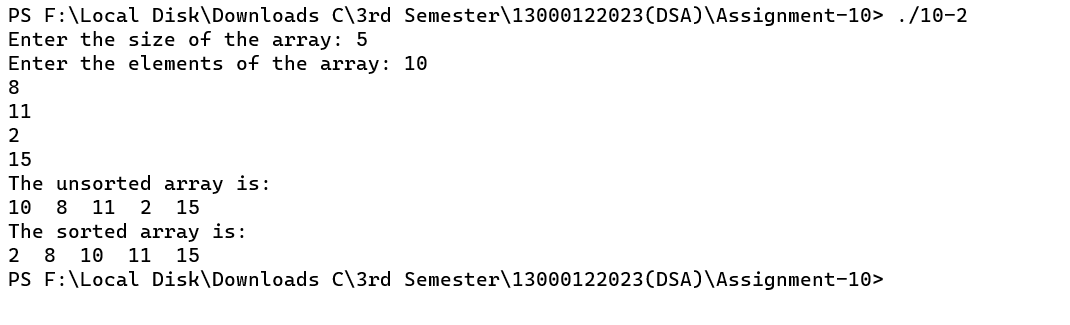 PS F:\Local Disk\Downloads C\3rd Semester\13000122023(DSA)\Assignment-10> ./10-2
Enter the size of the array: 5
Enter the elements of the array: 10
8
11
2
15
The unsorted array is:
10  8  11  2  15
The sorted array is:
2  8  10  11  15
PS F:\Local Disk\Downloads C\3rd Semester\13000122023(DSA)\Assignment-10>